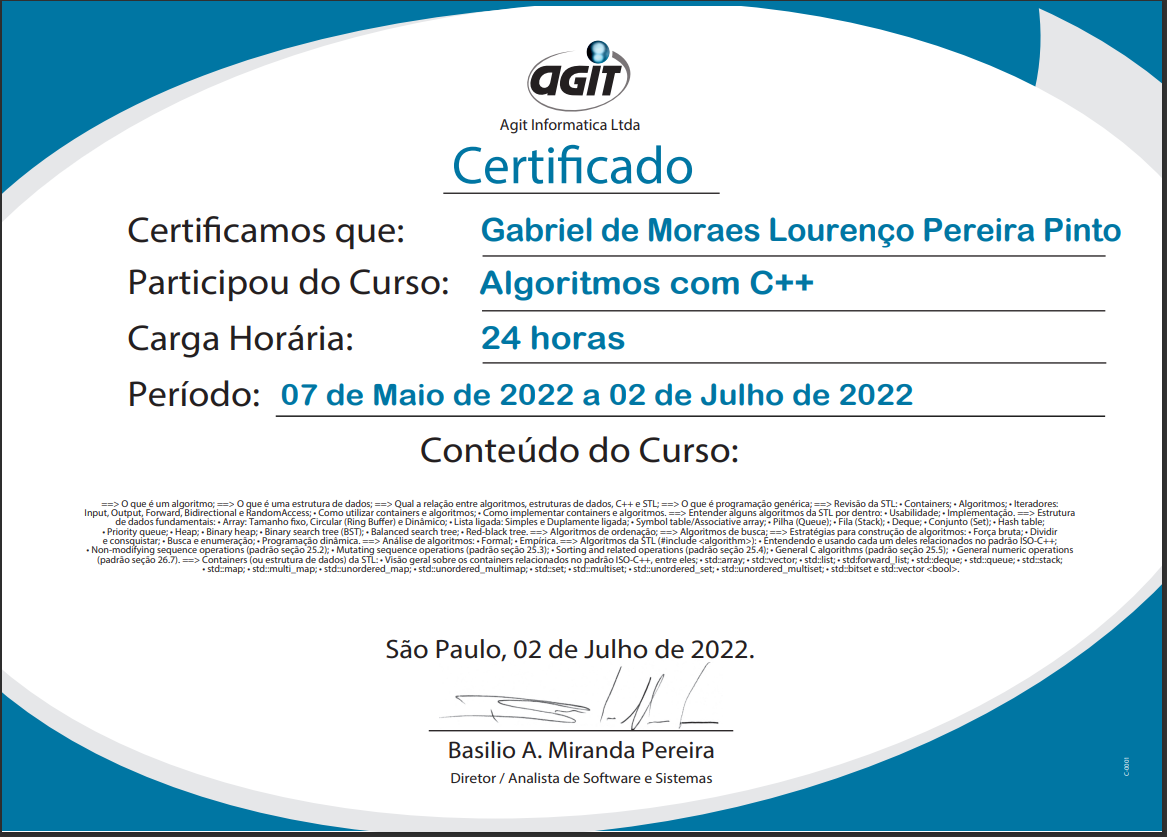 agit
Agit Informatica Ltda
Certificado
Certificamos que: Gabriel de Moraes Lourenço Pereira Pinto
Participou do Curso: Algoritmos com C++
Carga Horária: 24 horas
Período: 07 de Maio de 2022 a 02 de Julho de 2022
Conteúdo do Curso:
==> O que é um algoritmo; ==> O que é uma estrutura de dados; ==> Qual a relação entre algoritmos, estruturas de dados, C++ e STL; ==> O que é programação genérica; ==> Revisão da STL: • Containers; • Algoritmos; • Iteradores:
Input, Output, Forward, Bidirectional e RandomAccess; • Como utilizar containers e algoritmos; • Como implementar containers e algoritmos. ==> Entender alguns algoritmos da STL por dentro: • Usabilidade; • Implementação. ==> Estrutura
de dados fundamentais: • Array: Tamanho fixo, Circular (Ring Buffer) e Dinâmico; • Lista ligada: Simples e Duplamente ligada; • Symbol table/Associative array; • Pilha (Queue); • Fila (Stack); • Deque; • Conjunto (Set); • Hash table;
• Priority queue; • Heap; • Binary heap; • Binary search tree (BST); • Balanced search tree; • Red-black tree. ==> Algoritmos de ordenação; ==> Algoritmos de busca; ==> Estratégias para construção de algoritmos: • Força bruta; • Dividir
e conquistar; • Busca e enumeração; • Programação dinâmica. ==> Análise de algoritmos: • Formal; • Empírica. ==> Algoritmos da STL (#include <algorithm>): • Entendendo e usando cada um deles relacionados no padrão ISO-C++;
• Non-modifying sequence operations (padrão seção 25.2); • Mutating sequence operations (padrão seção 25.3); • Sorting and related operations (padrão seção 25.4); • General C algorithms (padrão seção 25.5); • General numeric operations
(padrão seção 26.7). ==> Containers (ou estrutura de dados) da STL: • Visão geral sobre os containers relacionados no padrão ISO-C++, entre eles; • std::array; • std::vector; • std::list; • std:forward_list; • std::deque; • std::queue; • std::stack;
• std::map; • std::multi_map; • std::unordered_map; • std::unordered_multimap; • std::set; • std::multiset; • std::unordered_set; • std::unordered_multiset; • std::bitset e std::vector <bool>.
São Paulo, 02 de Julho de 2022.
Basilio A. Miranda Pereira
Diretor / Analista de Software e Sistemas
C-0001